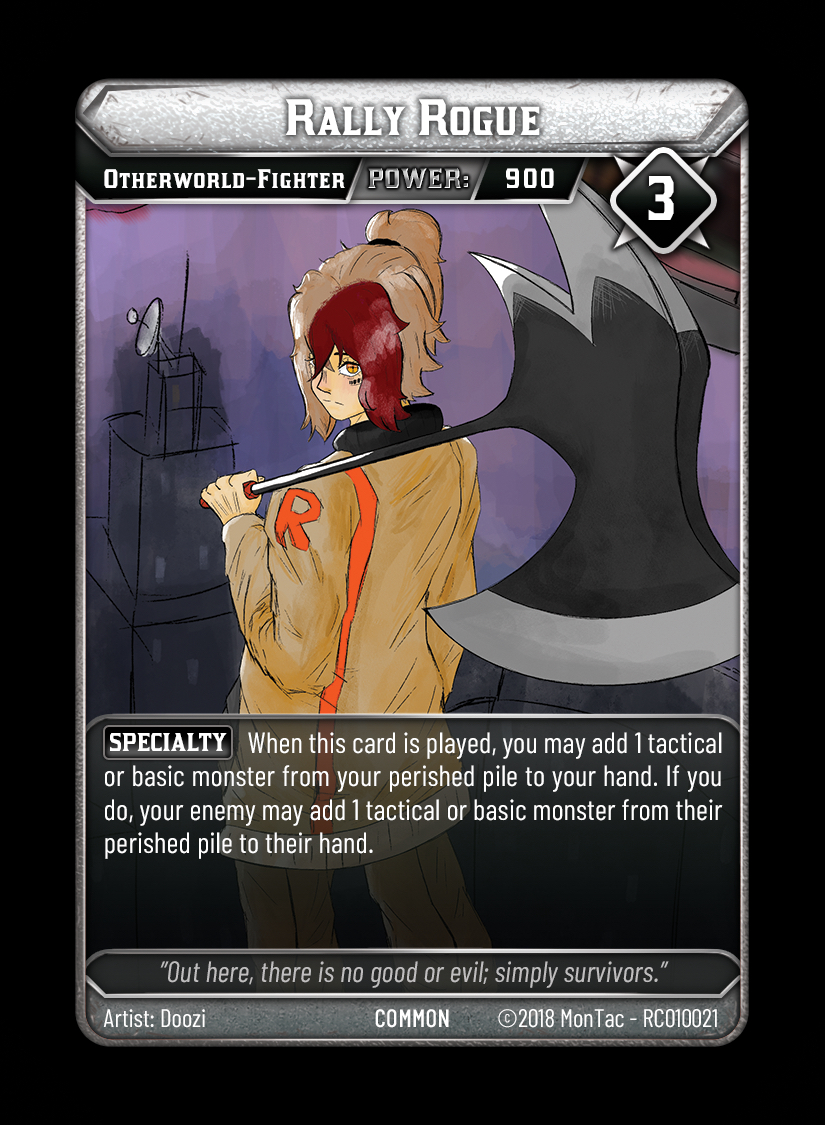 Rally Rogue
Otherworld-Fighter POWER: 900
3
R
SPECIALTY When this card is played, you may add 1 tactical
or basic monster from your perished pile to your hand. If you
do, your enemy may add 1 tactical or basic monster from their
perished pile to their hand.
"Out here, there is no good or evil; simply survivors."
Artist: Doozi COMMON ©2018 MonTac - RC010021